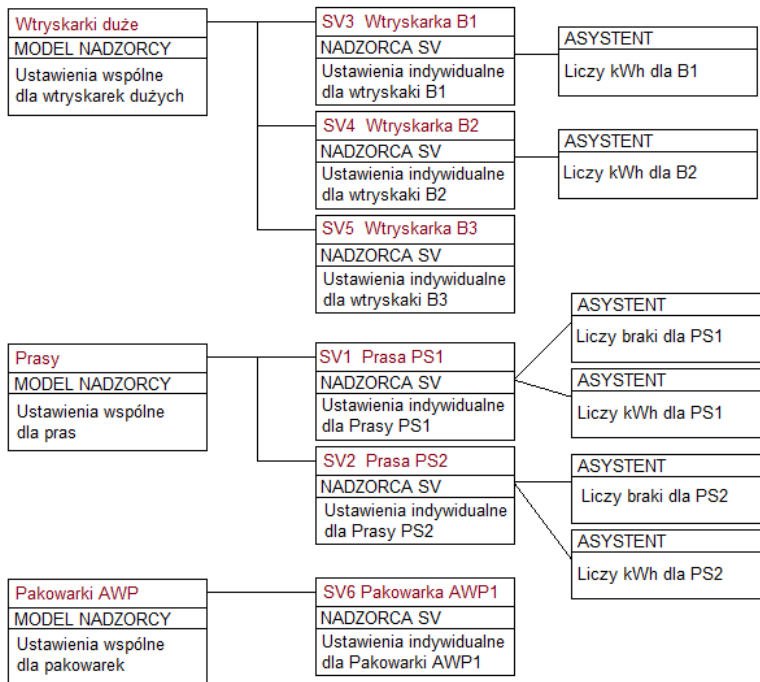 Wtryskarki duże
MODEL NADZORCY
Ustawienia wspólne
dla wtryskarek dużych
SV3 Wtryskarka B1
NADZORCA SV
Ustawienia indywidualne
dla wtryskaki B1
ASYSTENT
Liczy kWh dla B1
SV4 Wtryskarka B2
NADZORCA SV
Ustawienia indywidualne
dla wtryskaki B2
ASYSTENT
Liczy kWh dla B2
SV5 Wtryskarka B3
NADZORCA SV
Ustawienia indywidualne
dla wtryskaki B3
Prasy
MODEL NADZORCY
Ustawienia wspólne
dla pras
SV1 Prasa PS1
NADZORCA SV
Ustawienia indywidualne
dla Prasy PS1
ASYSTENT
Liczy braki dla PS1
ASYSTENT
Liczy kWh dla PS1
SV2 Prasa PS2
NADZORCA SV
Ustawienia indywidualne
dla Prasy PS2
ASYSTENT
Liczy braki dla PS2
ASYSTENT
Liczy kWh dla PS2
Pakowarki AWP
MODEL NADZORCY
Ustawienia wspólne
dla pakowarek
SV6 Pakowarka AWP1
NADZORCA SV
Ustawienia indywidualne
dla Pakowarki AWP1